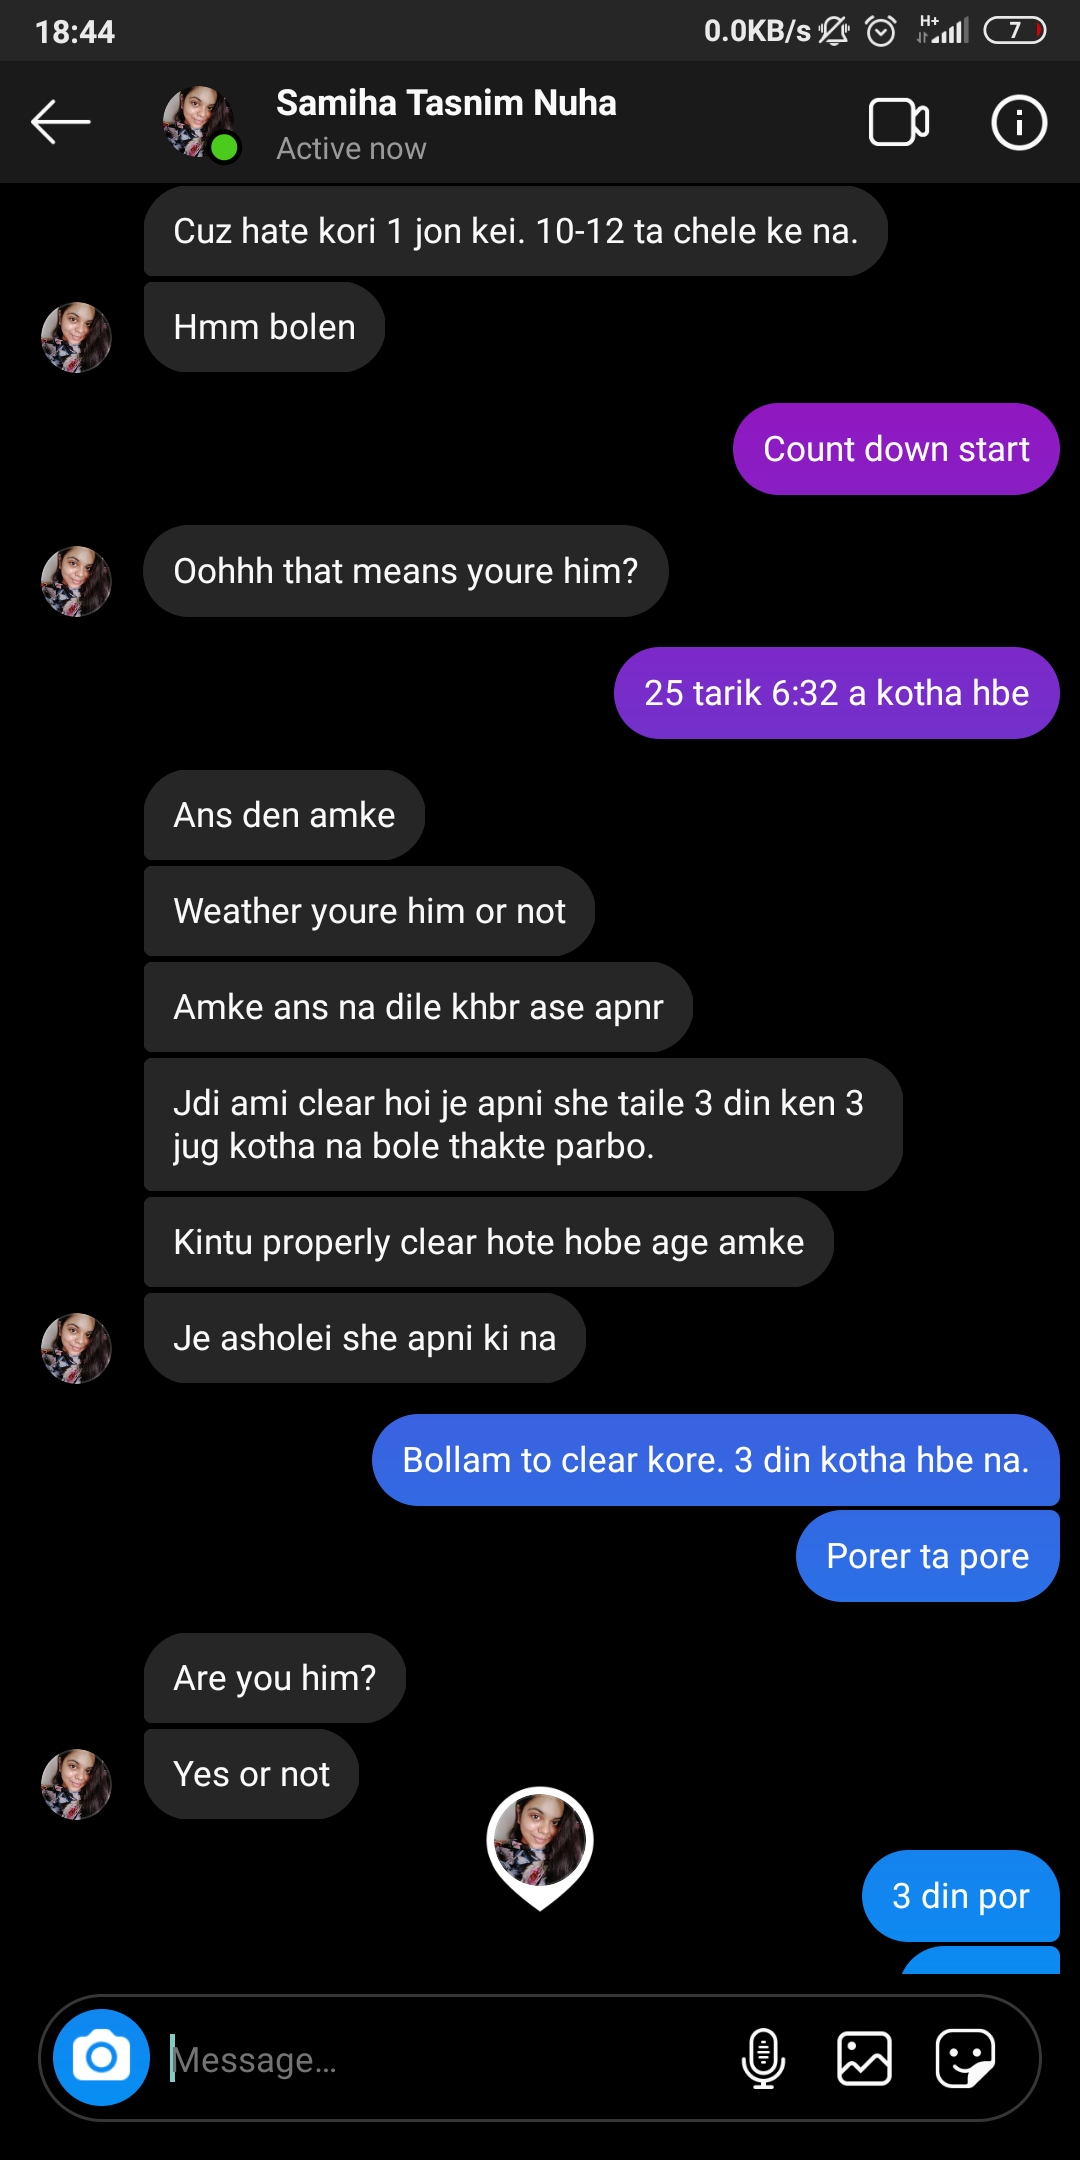 18:44
0.0KB/s
H+
7
Samiha Tasnim Nuha
Active now
Cuz hate kori 1 jon kei. 10-12 ta chele ke na.
Hmm bolen
Count down start
Oohhh that means youre him?
25 tarik 6:32 a kotha hbe
Ans den amke
Weather youre him or not
Amke ans na dile khbr ase apnr
Jdi ami clear hoi je apni she taile 3 din ken 3
jug kotha na bole thakte parbo.
Kintu properly clear hote hobe age amke
Je asholei she apni ki na
Bollam to clear kore. 3 din kotha hbe na.
Porer ta pore
Are you him?
Yes or not
3 din por
Message...